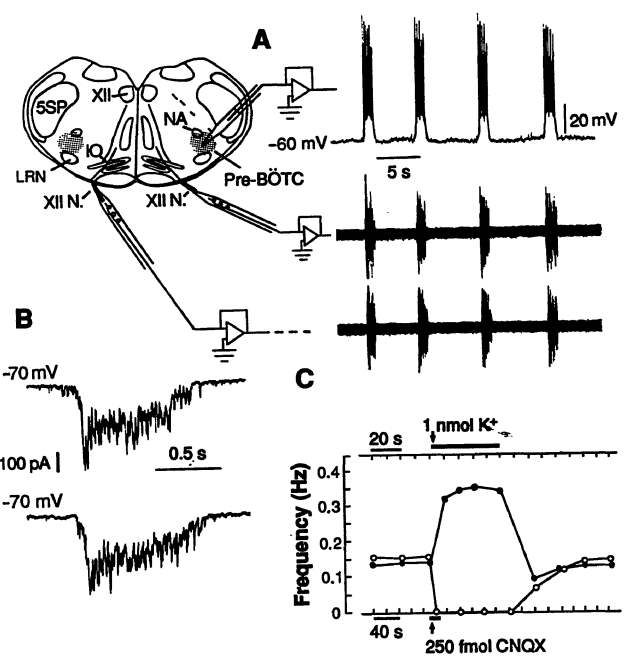 A
5SP
XII
NA
IO
LRN
Pre-BÖTC
XII N.
XII N.
–60 mV
20 mV
5 s
B
–70 mV
100 pA
0.5 s
–70 mV
C
1 nmol K+
20 s
Frequency (Hz)
0.4
0.3
0.2
0.1
0
40 s
250 fmol CNQX